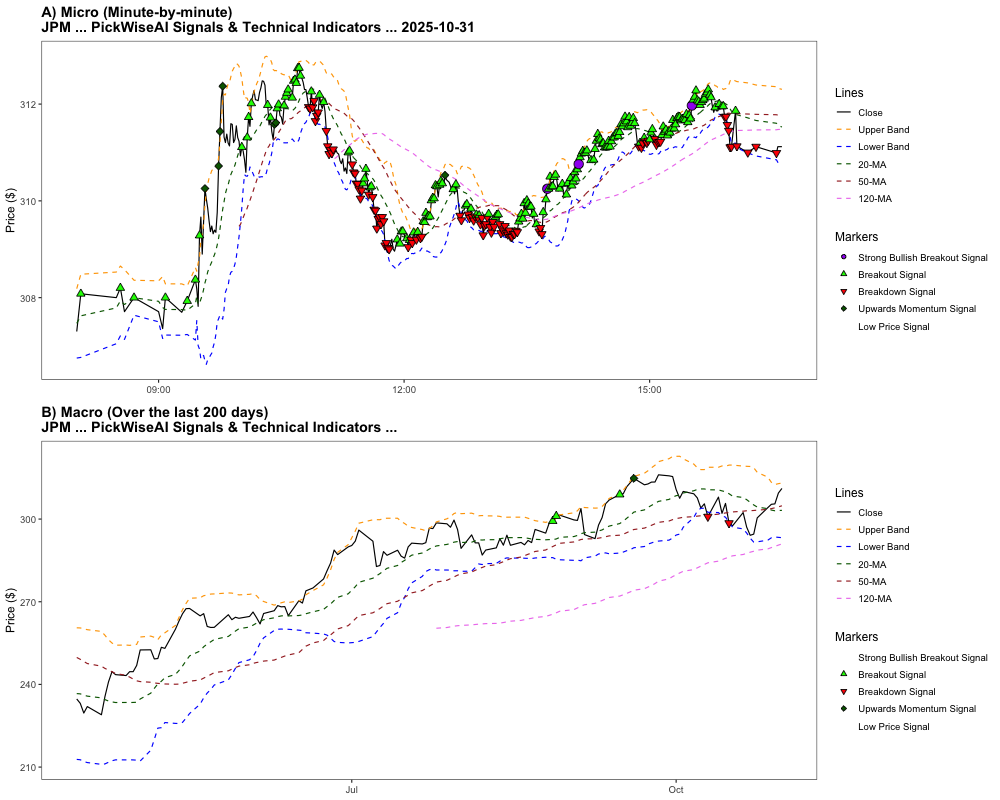 A) Micro (Minute-by-minute)
JPM ... PickWiseAI Signals & Technical Indicators ... 2025-10-31
Price ($)
312
310
308
09:00
12:00
15:00
Lines
Close
Upper Band
Lower Band
20-MA
50-MA
120-MA
Markers
Strong Bullish Breakout Signal
Breakout Signal
Breakdown Signal
Upwards Momentum Signal
Low Price Signal
B) Macro (Over the last 200 days)
JPM ... PickWiseAI Signals & Technical Indicators ...
Price ($)
300
270
240
210
Jul
Oct
Lines
Close
Upper Band
Lower Band
20-MA
50-MA
120-MA
Markers
Strong Bullish Breakout Signal
Breakout Signal
Breakdown Signal
Upwards Momentum Signal
Low Price Signal